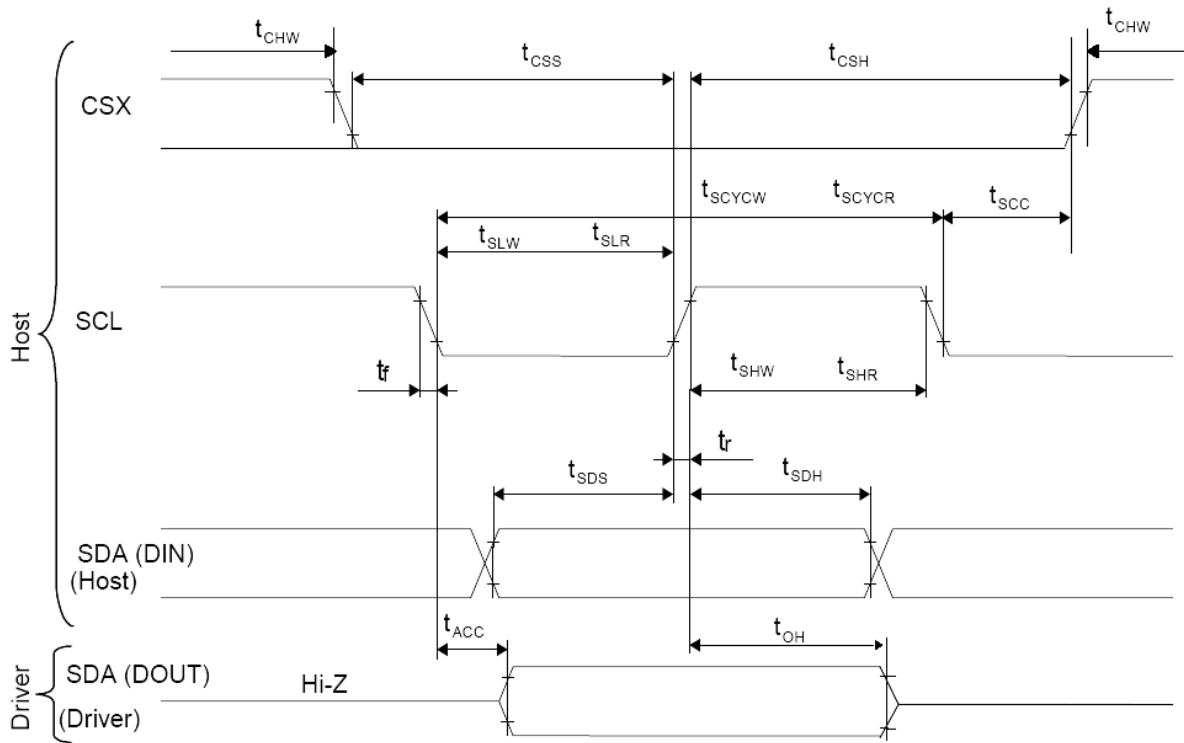 tCHW
tCHW
tCSS
tCSH
CSX
tSCYCW
tSCYCR
tSCC
tSLW
tSLR
SCL
Host
tf
tSHW
tSHR
tr
tSDS
tSDH
SDA (DIN)
(Host)
tACC
tOH
SDA (DOUT)
Hi-Z
(Driver)
Driver